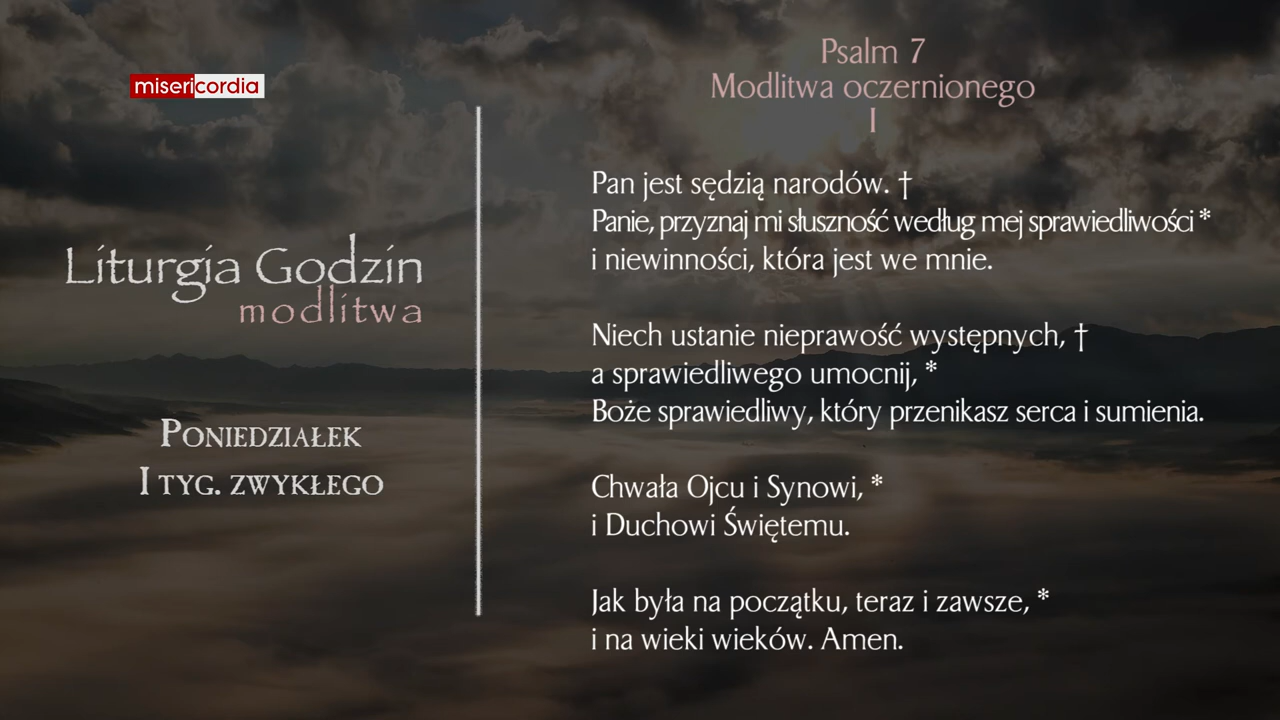 misericordia
Liturgia Godzin
modlitwa
Poniedziałek
I tyg. zwykłego
Psalm 7
Modlitwa oczernionego
I
Pan jest sędzią narodów. †
Panie, przyznaj mi słuszność według mej sprawiedliwości *
i niewinności, która jest we mnie.
Niech ustanie nieprawość występnych, †
a sprawiedliwego umocnij, *
Boże sprawiedliwy, który przenikasz serca i sumienia.
Chwała Ojcu i Synowi, *
i Duchowi Świętemu.
Jak była na początku, teraz i zawsze, *
i na wieki wieków. Amen.